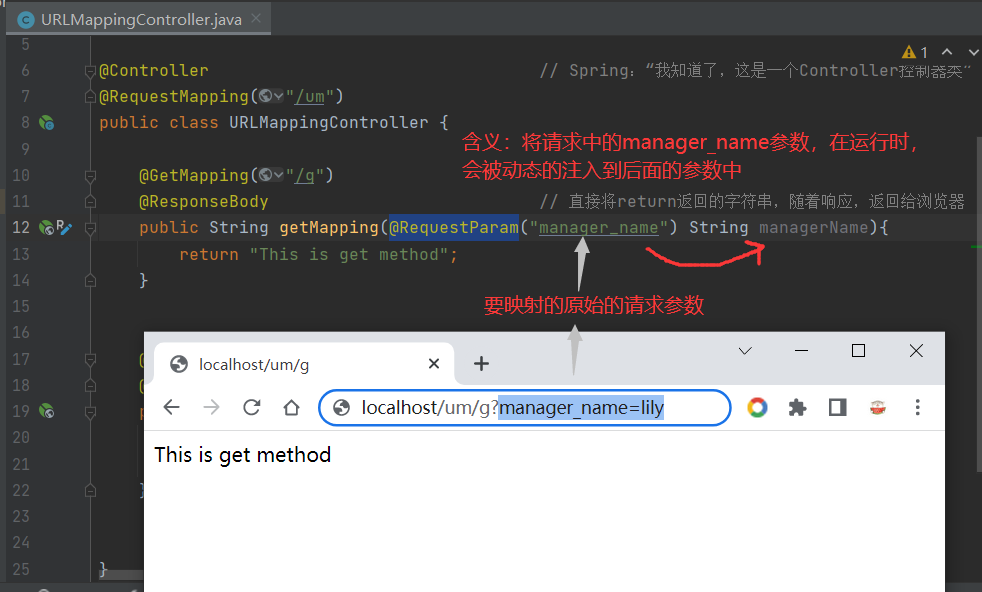 URLMappingController.java
5
1
6 @Controller // Spring：“我知道了，这是一个Controller控制器类”
7 @RequestMapping("/um")
8 public class URLMappingController {
含义：将请求中的manager_name参数，在运行时，
9
会被动态的注入到后面的参数中
10 @GetMapping("/g")
11 @ResponseBody // 直接将return返回的字符串，随着响应，返回给浏览器
12 public String getMapping(@RequestParam("manager_name") String managerName){
13 return "This is get method";
14 }
15
要映射的原始的请求参数
16
17
localhost/um/g
18
19
localhost/um/g?manager_name=lily
20
21
This is get method
22 }
23
24
25 }